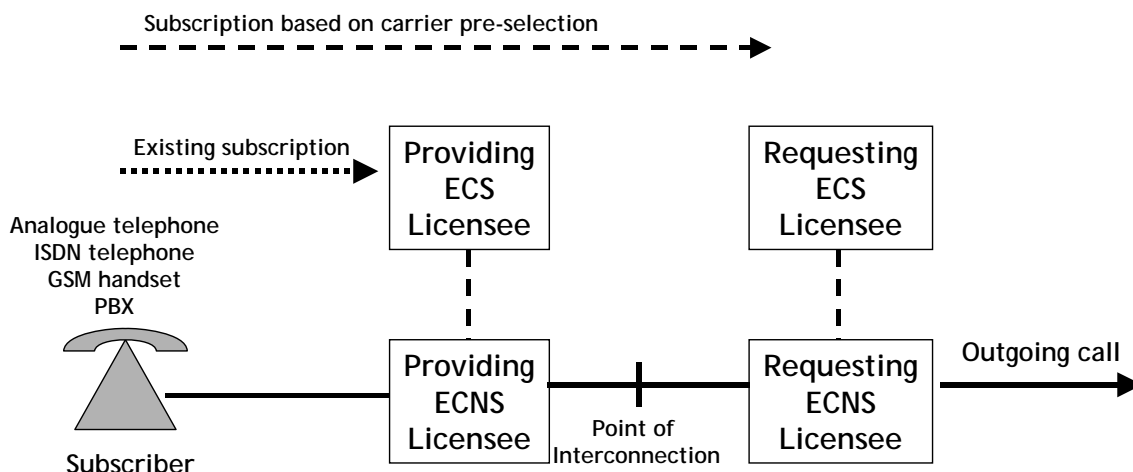 Subscription based on carrier pre-selection
Existing subscription
Providing
ECS
Licensee
Requesting
ECS
Licensee
Analogue telephone
ISDN telephone
GSM handset
PBX
Subscriber
Providing
ECNS
Licensee
Point of
Interconnection
Requesting
ECNS
Licensee
Outgoing call